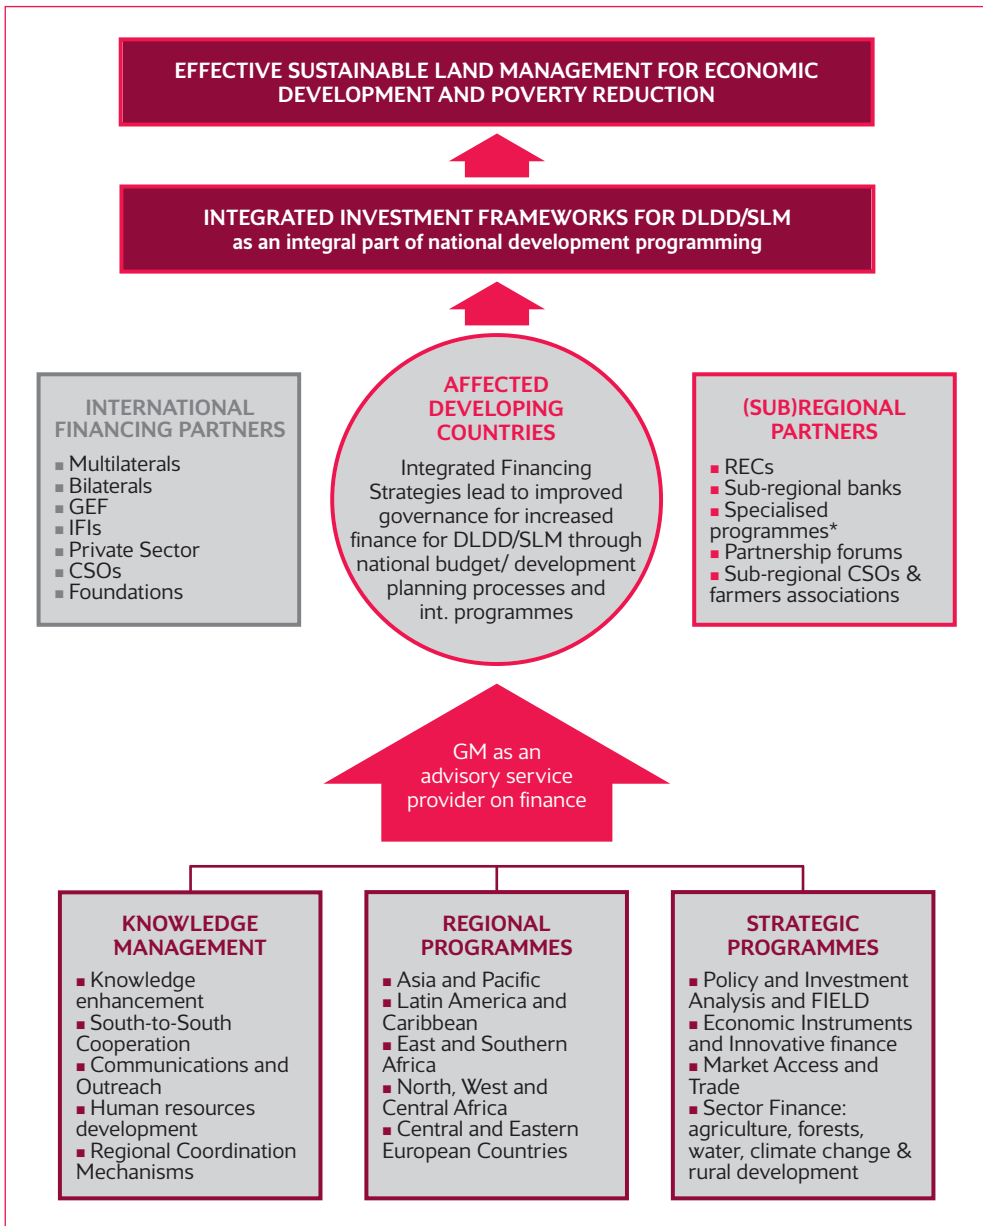 EFFECTIVE SUSTAINABLE LAND MANAGEMENT FOR ECONOMIC
DEVELOPMENT AND POVERTY REDUCTION
INTEGRATED INVESTMENT FRAMEWORKS FOR DLDD/SLM
as an integral part of national development programming
INTERNATIONAL
FINANCING PARTNERS
■ Multilaterals
■ Bilaterals
■ GEF
■ IFIs
■ Private Sector
■ CSOs
■ Foundations
AFFECTED
DEVELOPING
COUNTRIES
Integrated Financing
Strategies lead to improved
governance for increased
finance for DLDD/SLM through
national budget/ development
planning processes and
int. programmes
(SUB)REGIONAL
PARTNERS
■ RECs
■ Sub-regional banks
■ Specialised
programmes*
■ Partnership forums
■ Sub-regional CSOs &
farmers associations
GM as an
advisory service
provider on finance
KNOWLEDGE
MANAGEMENT
■ Knowledge
enhancement
■ South-to-South
Cooperation
■ Communications and
Outreach
■ Human resources
development
■ Regional Coordination
Mechanisms
REGIONAL
PROGRAMMES
■ Asia and Pacific
■ Latin America and
Caribbean
■ East and Southern
Africa
■ North, West and
Central Africa
■ Central and Eastern
European Countries
STRATEGIC
PROGRAMMES
■ Policy and Investment
Analysis and FIELD
■ Economic Instruments
and Innovative finance
■ Market Access and
Trade
■ Sector Finance:
agriculture, forests,
water, climate change &
rural development